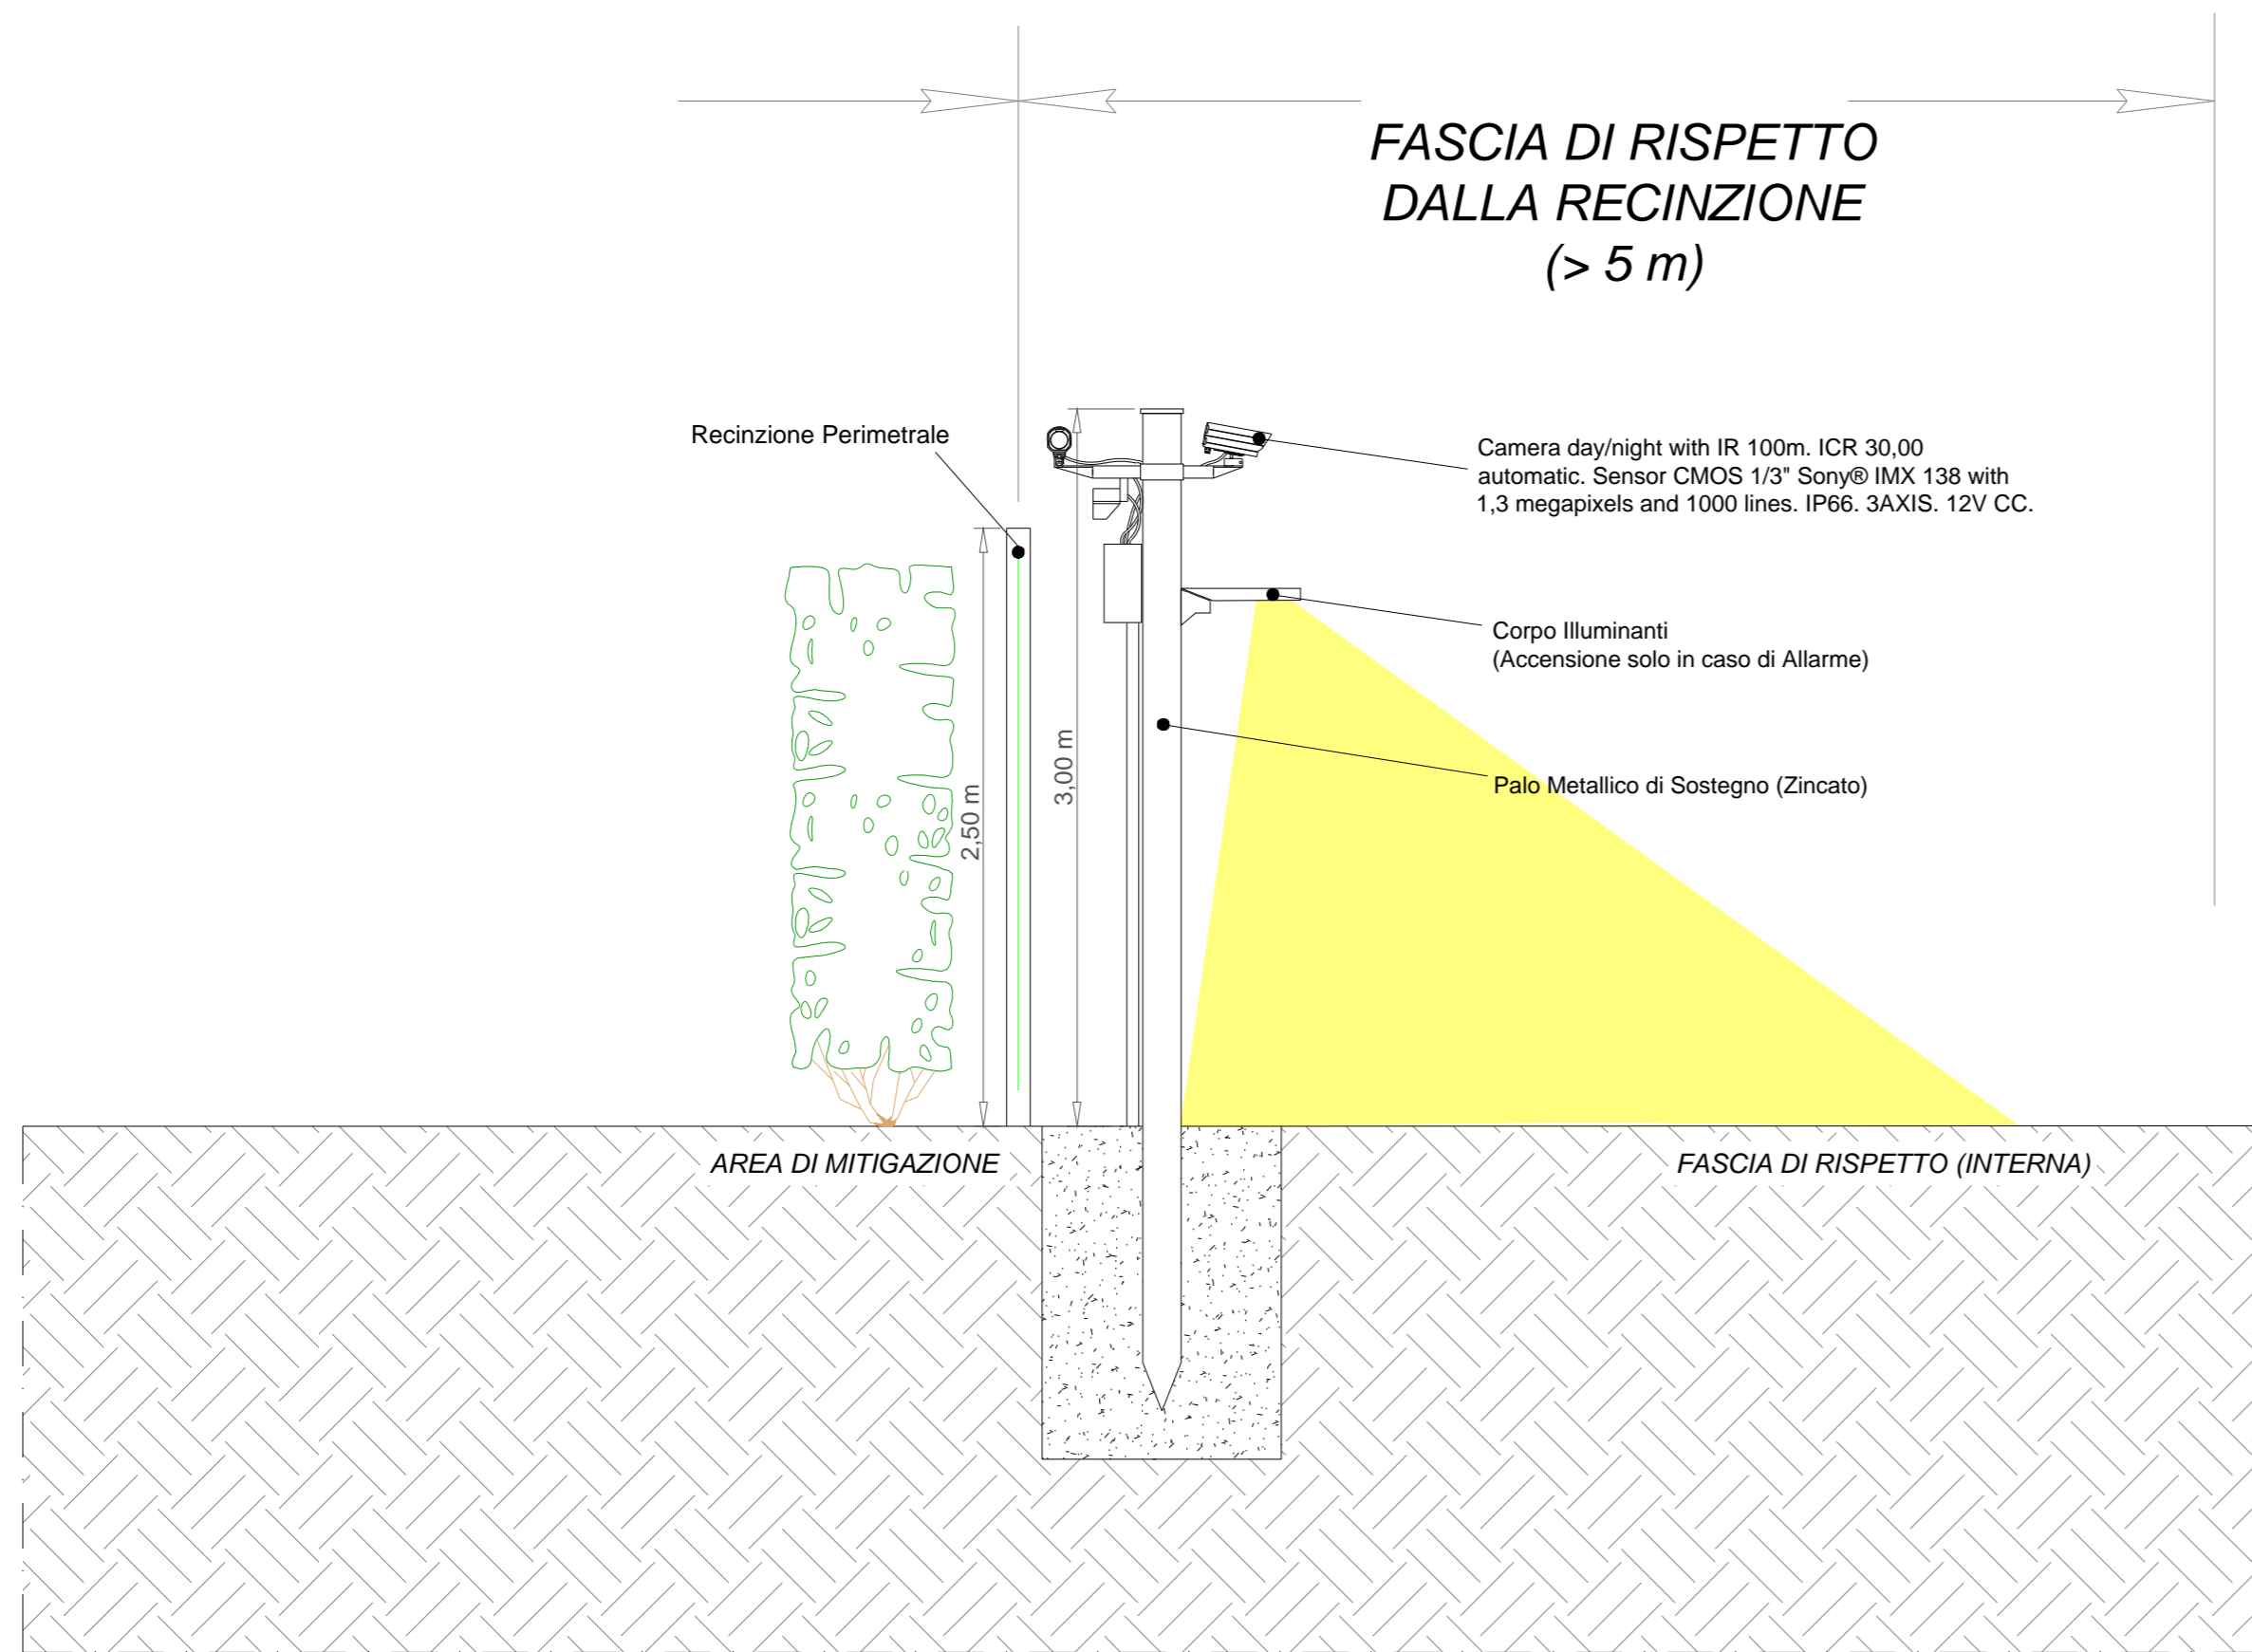 FASCIA DI RISPETTO
DALLA RECINZIONE
(> 5 m)
Recinzione Perimetrale
Camera day/night with IR 100m. ICR 30,00
automatic. Sensor CMOS 1/3" Sony® IMX 138 with
1,3 megapixels and 1000 lines. IP66. 3AXIS. 12V CC.
Corpo Illuminanti
(Accensione solo in caso di Allarme)
3,00 m
Palo Metallico di Sostegno (Zincato)
2,50 m
AREA DI MITIGAZIONE
FASCIA DI RISPETTO (INTERNA)